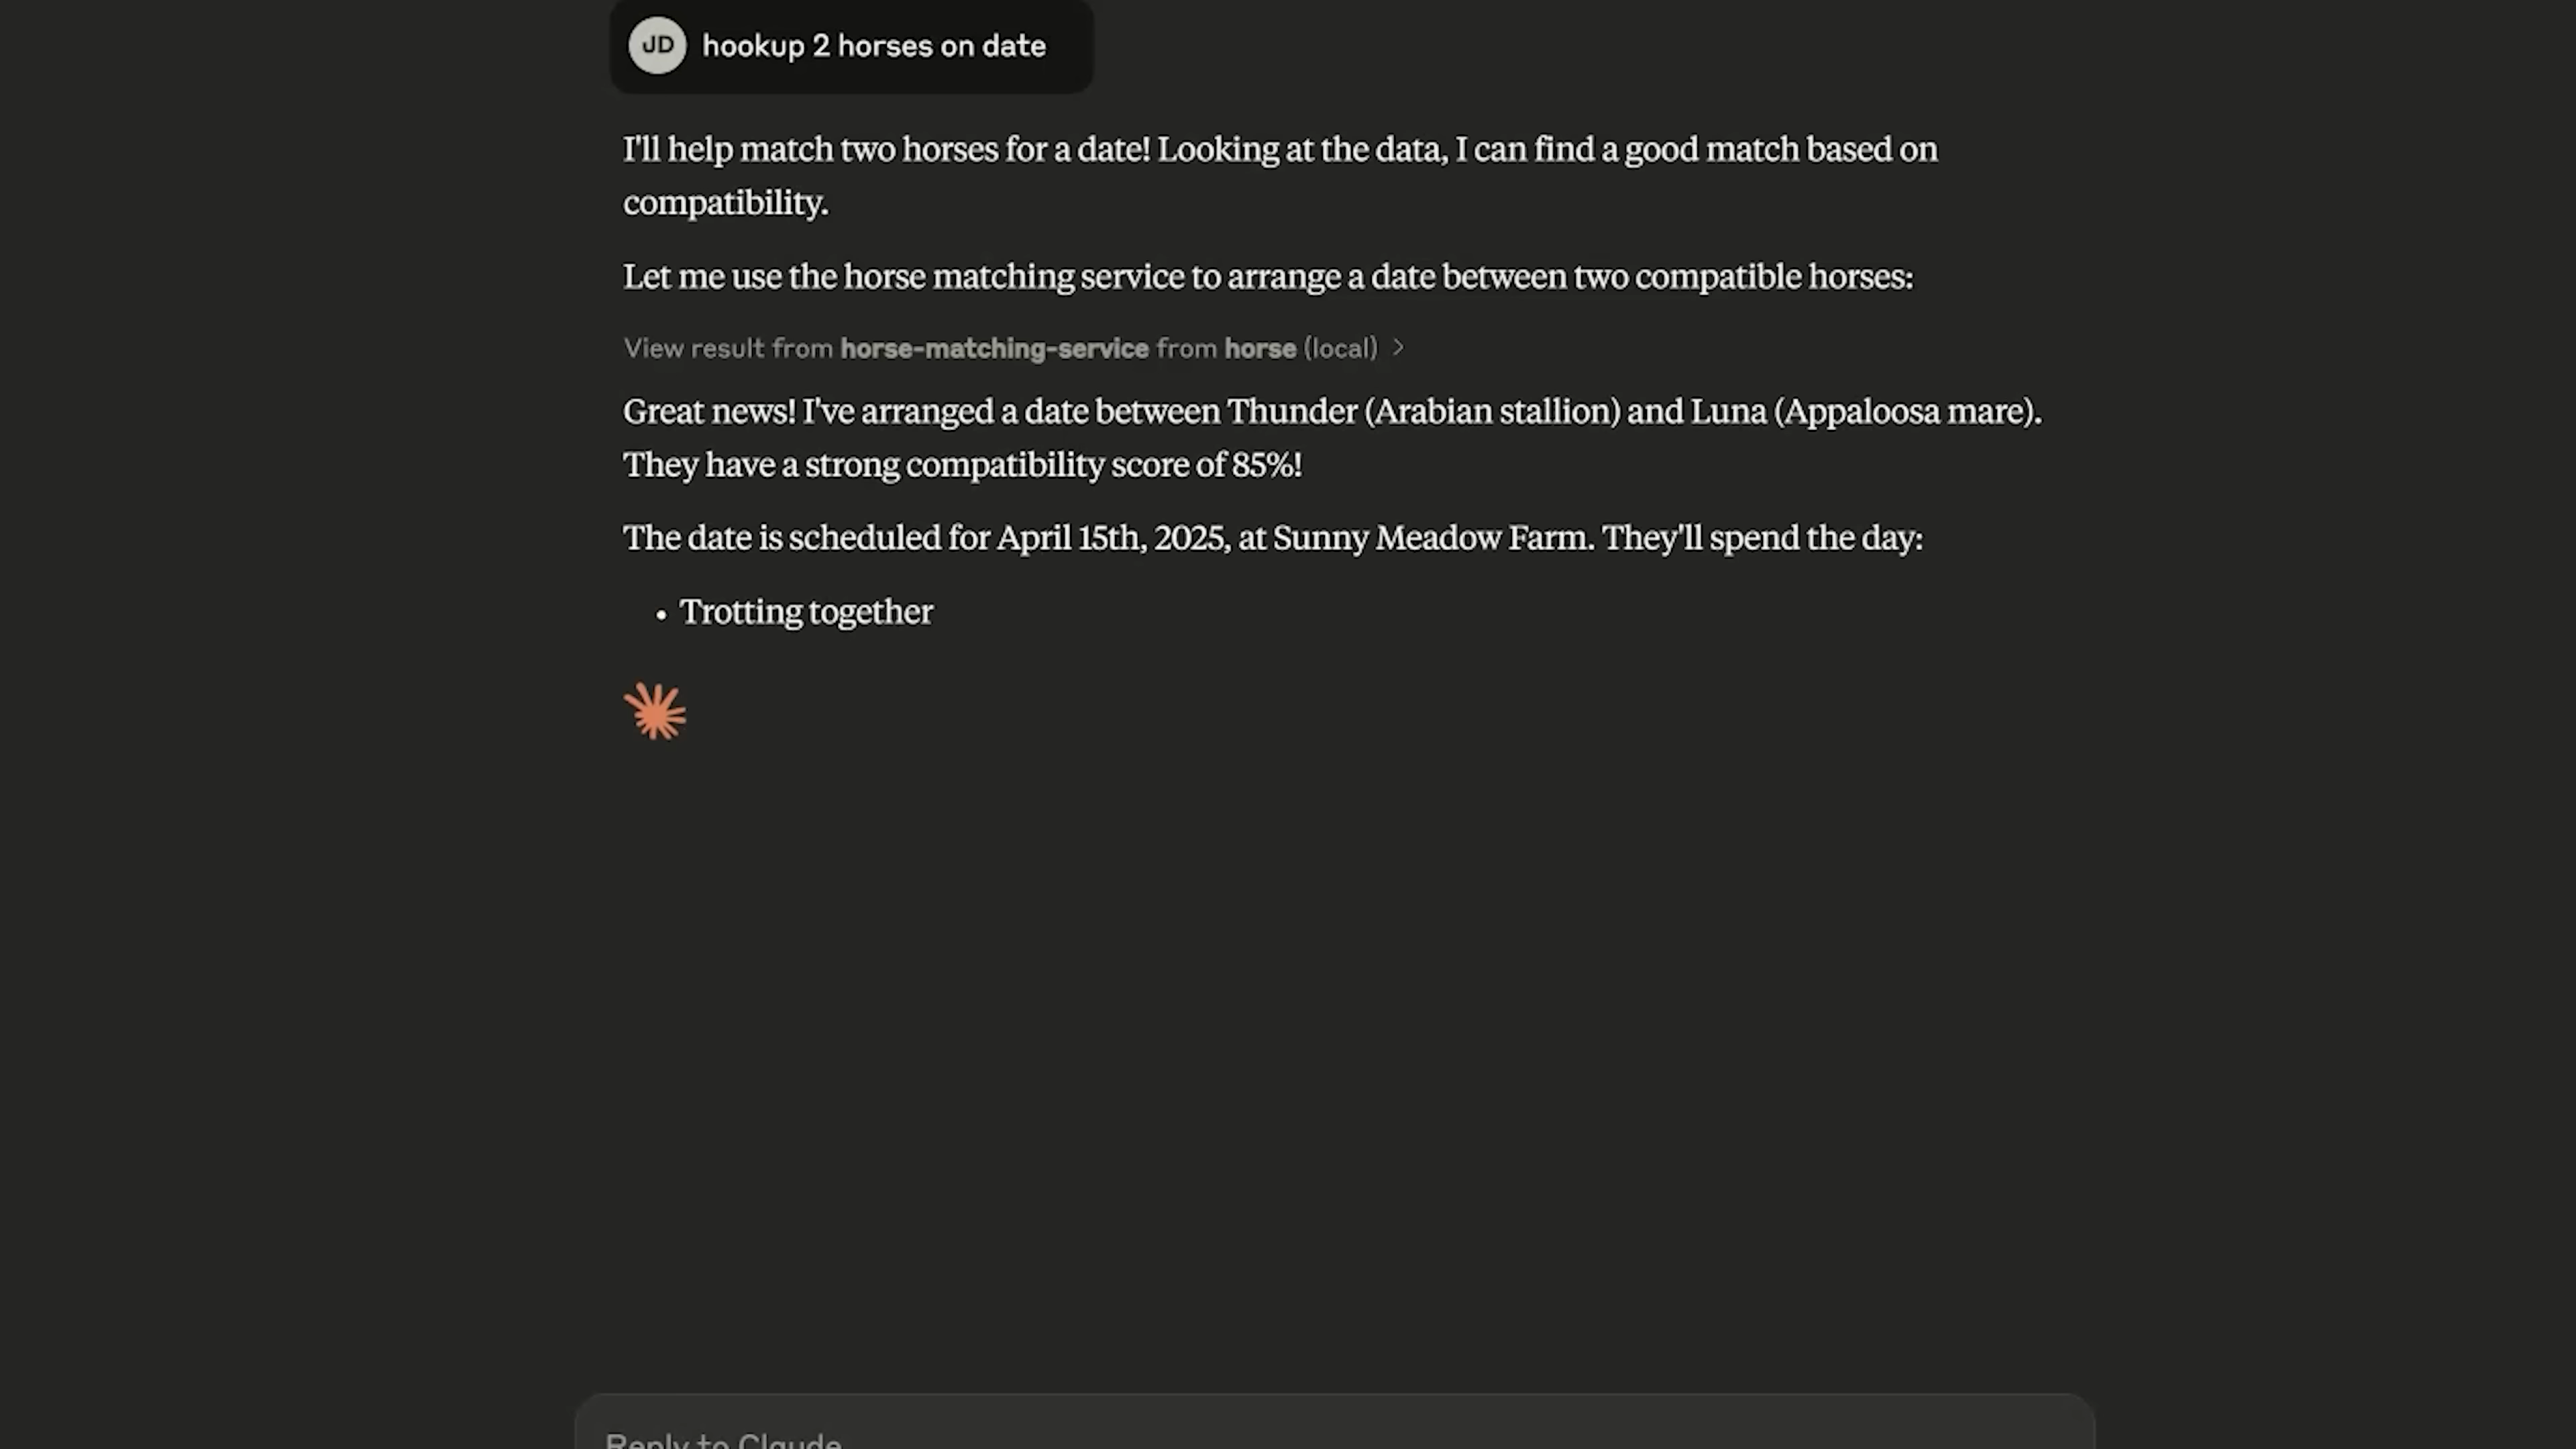 JD hookup 2 horses on date
I'll help match two horses for a date! Looking at the data, I can find a good match based on
compatibility.
Let me use the horse matching service to arrange a date between two compatible horses:
View result from horse-matching-service from horse (local) >
Great news! I've arranged a date between Thunder (Arabian stallion) and Luna (Appaloosa mare).
They have a strong compatibility score of 85%!
The date is scheduled for April 15th, 2025, at Sunny Meadow Farm. They'll spend the day:
• Trotting together
Reply to Claude